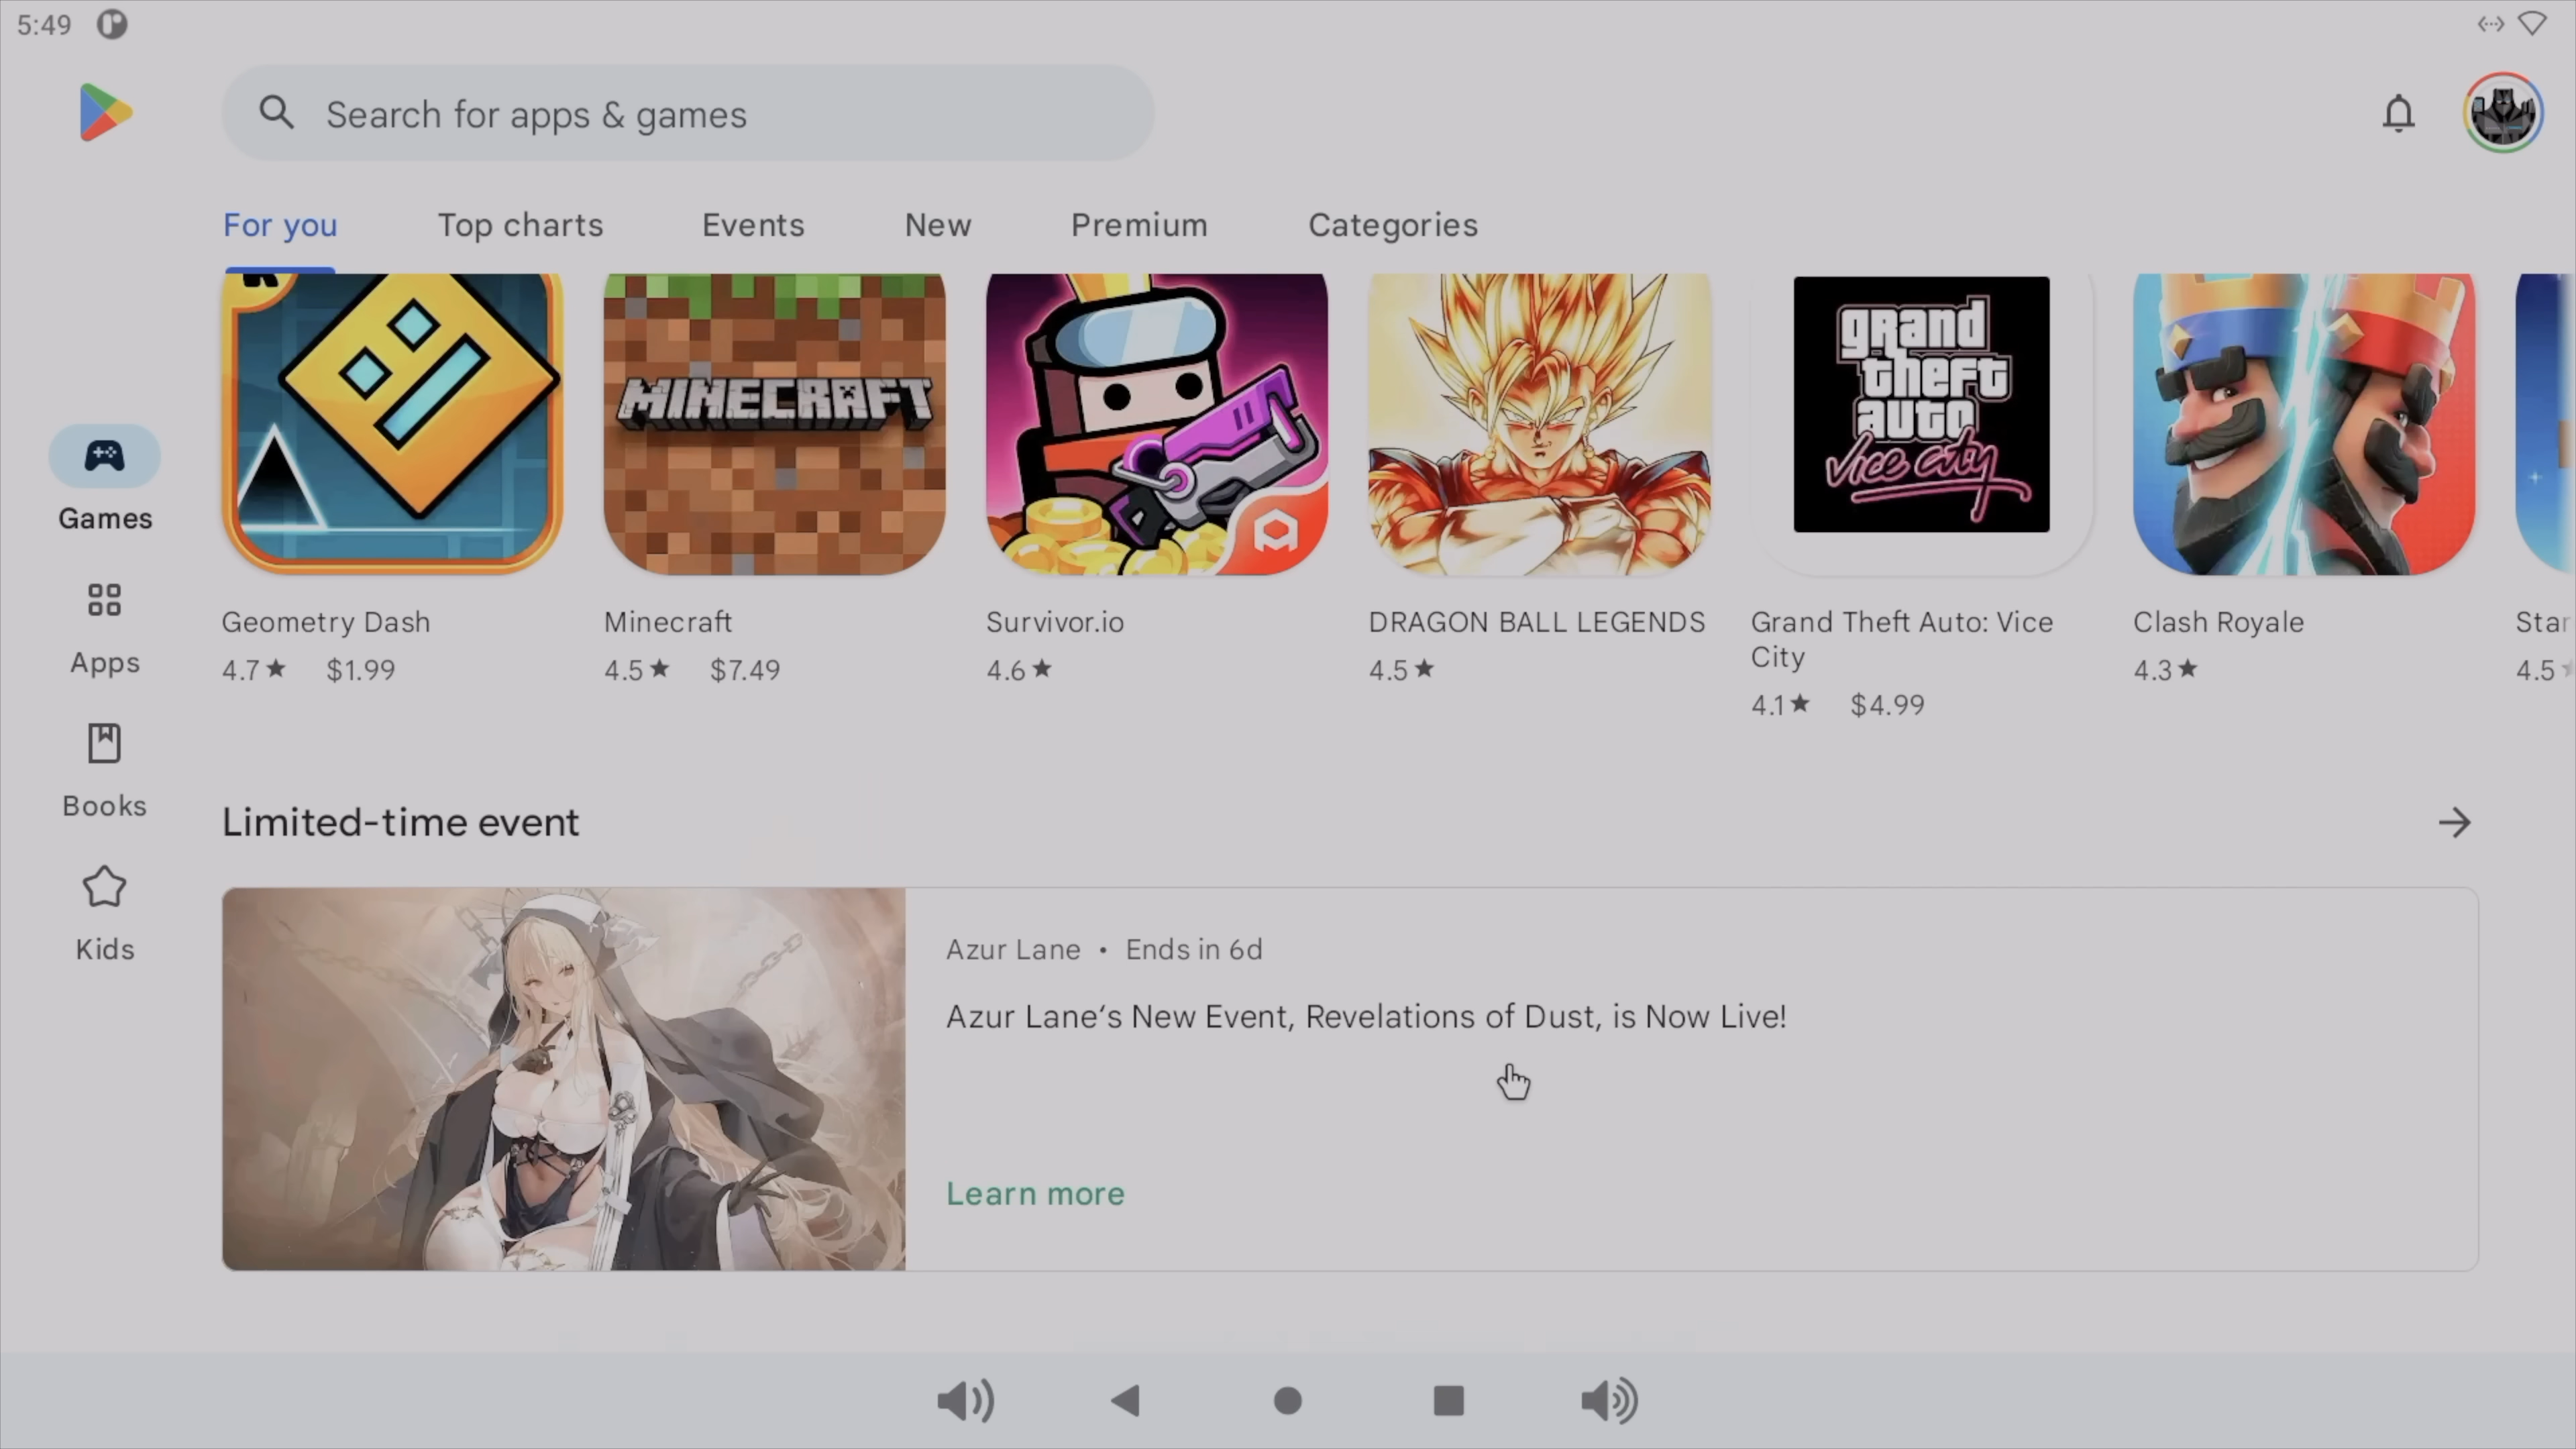 5:49
Search for apps & games
For you
Top charts
Events
New
Premium
Categories
MINECRAFT
grand
theft
auto
Vice City
Games
Apps
Books
Kids
Geometry Dash
4.7★ $1.99
Minecraft
4.5★ $7.49
Survivor.io
4.6★
DRAGON BALL LEGENDS
4.5★
Grand Theft Auto: Vice
City
4.1★ $4.99
Clash Royale
4.3★
4.5
Limited-time event
Azur Lane • Ends in 6d
Azur Lane's New Event, Revelations of Dust, is Now Live!
Learn more